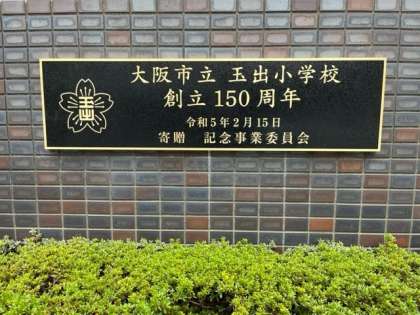 大阪市立 玉出小学校
創立150周年
令和5年2月15日
寄贈 記念事業委員会